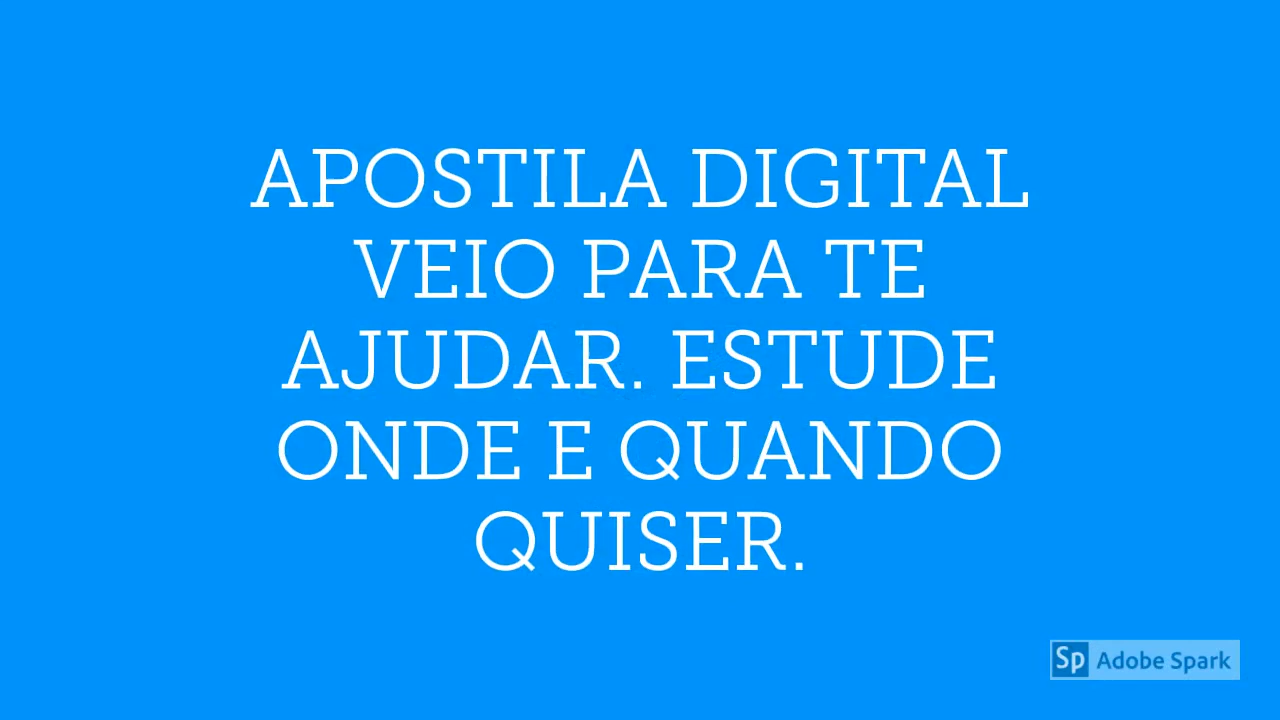 APOSTILA DIGITAL
VEIO PARA TE
AJUDAR. ESTUDE
ONDE E QUANDO
QUISER.
Sp Adobe Spark